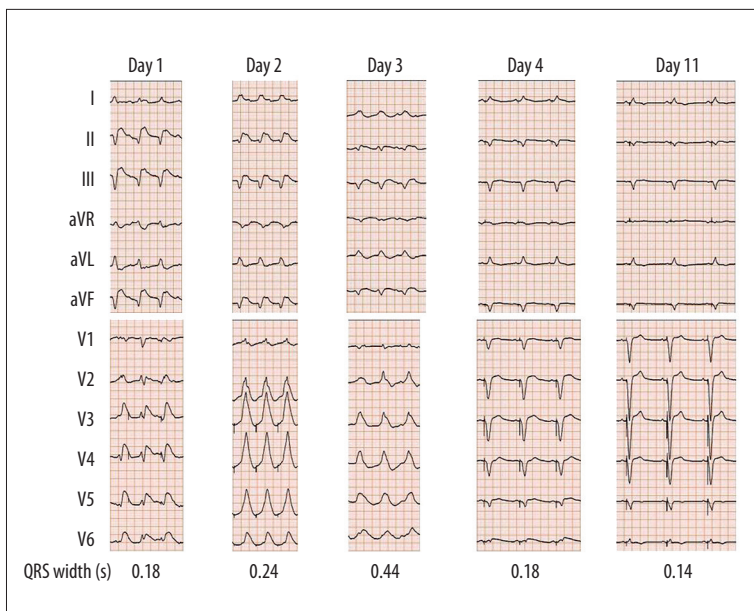 Day 1 Day 2 Day 3 Day 4 Day 11
I
II
III
aVR
aVL
aVF
V1
V2
V3
V4
V5
V6
QRS width (s) 0.18 0.24 0.44 0.18 0.14